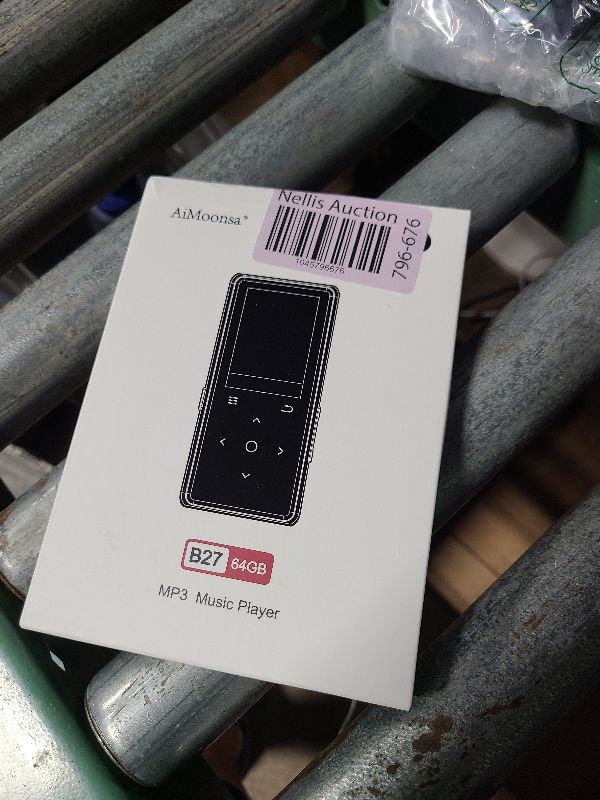 AiMoonsa®
Nellis Auction
1045796676
796-676
B27 64GB
MP3 Music Player